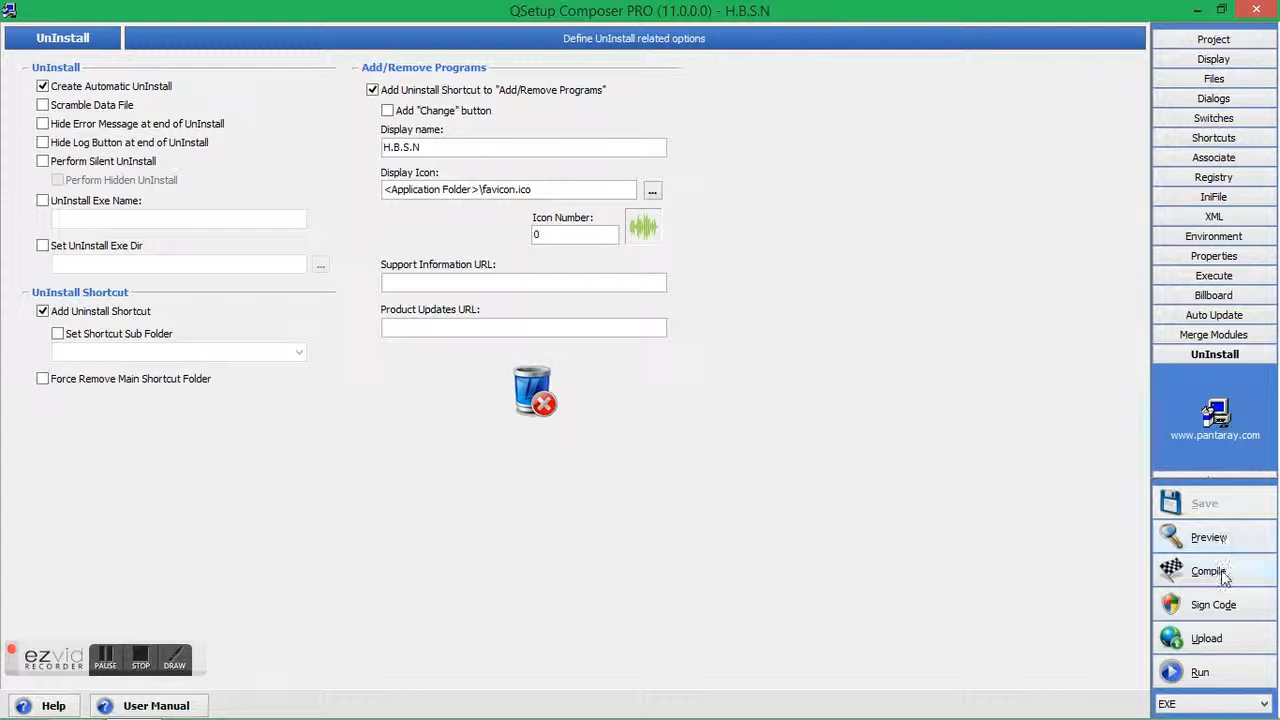 QSetup Composer PRO (11.0.0.0) - H.B.S.N
UnInstall
Define UnInstall related options
UnInstall
Create Automatic UnInstall
Scramble Data File
Hide Error Message at end of UnInstall
Hide Log Button at end of UnInstall
Perform Silent UnInstall
Perform Hidden UnInstall
UnInstall Exe Name:
Set UnInstall Exe Dir
...
UnInstall Shortcut
Add Uninstall Shortcut
Set Shortcut Sub Folder
Force Remove Main Shortcut Folder
Add/Remove Programs
Add Uninstall Shortcut to "Add/Remove Programs"
Add "Change" button
Display name:
H.B.S.N
Display Icon:
<Application Folder>\favicon.ico
...
Icon Number:
0
Support Information URL:
Product Updates URL:
Project
Display
Files
Dialogs
Switches
Shortcuts
Associate
Registry
IniFile
XML
Environment
Properties
Execute
Billboard
Auto Update
Merge Modules
UnInstall
www.pantaray.com
Save
Preview
Compile
Sign Code
Upload
Run
EXE
ezvid
RECORDER
PAUSE
STOP
DRAW
Help
User Manual